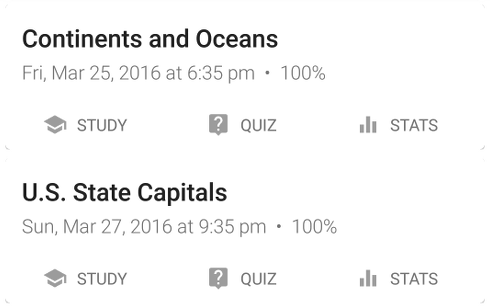 Continents and Oceans
Fri, Mar 25, 2016 at 6:35 pm • 100%
STUDY QUIZ STATS
U.S. State Capitals
Sun, Mar 27, 2016 at 9:35 pm • 100%
STUDY QUIZ STATS